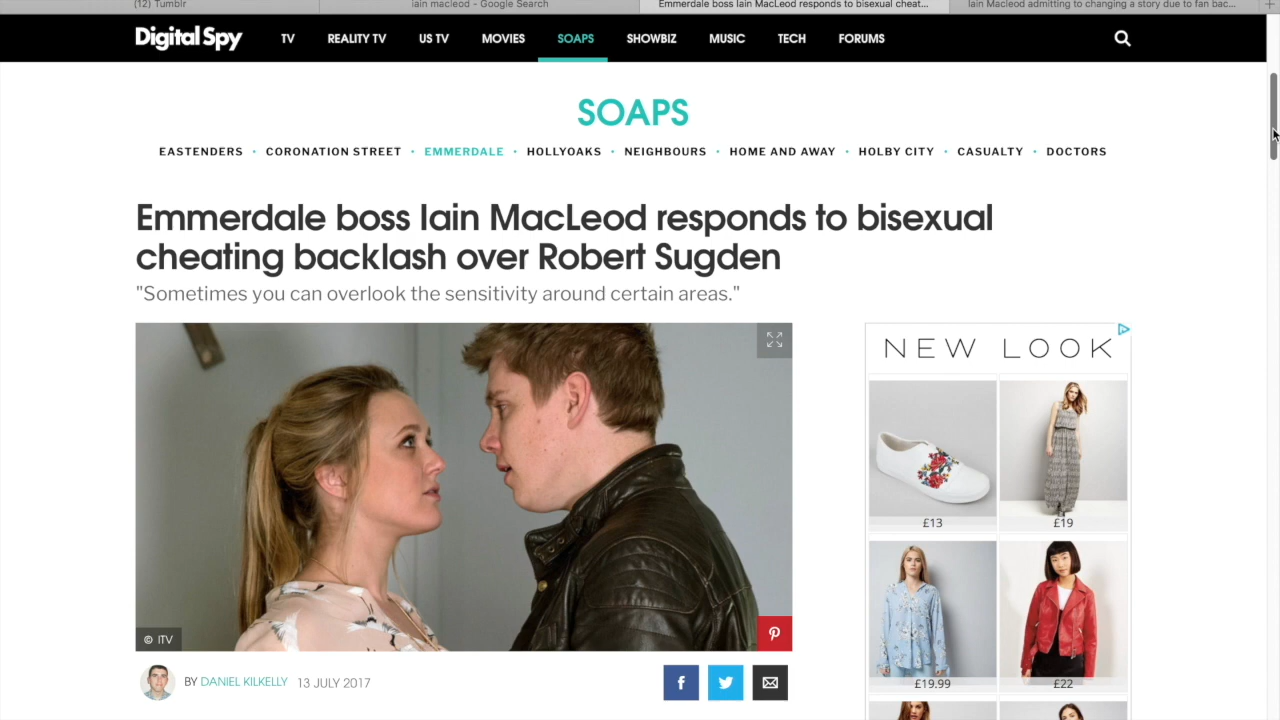 (12) Tumblr
iain macleod - Google Search
Emmerdale boss Iain MacLeod responds to bisexual cheat...
Iain Macleod admitting to changing a story due to fan bac...
Digital Spy
TV
REALITY TV
US TV
MOVIES
SOAPS
SHOWBIZ
MUSIC
TECH
FORUMS
SOAPS
EASTENDERS • CORONATION STREET • EMMERDALE • HOLLYOAKS • NEIGHBOURS • HOME AND AWAY • HOLBY CITY • CASUALTY • DOCTORS
Emmerdale boss Iain MacLeod responds to bisexual
cheating backlash over Robert Sugden
"Sometimes you can overlook the sensitivity around certain areas."
© ITV
BY DANIEL KILKELLY 13 JULY 2017
NEW LOOK
£13
£19
£19.99
£22